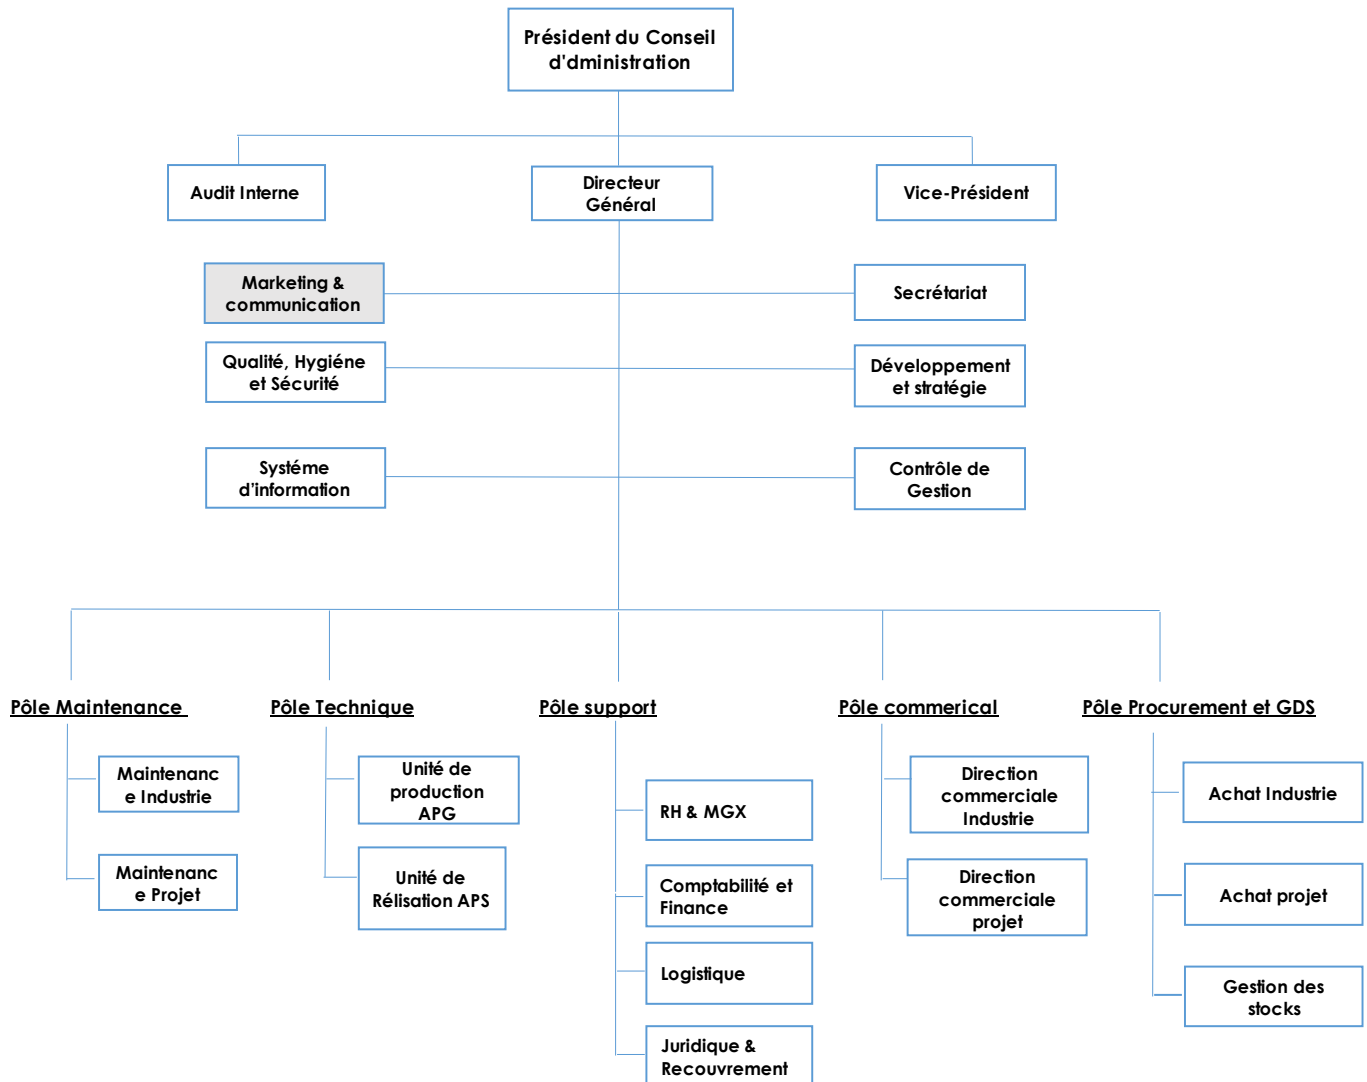 Président du Conseil
d'dministration
Audit Interne
Directeur
Général
Vice-Président
Marketing &
communication
Secrétariat
Qualité, Hygiéne
et Sécurité
Développement
et stratégie
Systéme
d'information
Contrôle de
Gestion
Pôle Maintenance
Pôle Technique
Pôle support
Pôle commerical
Pôle Procurement et GDS
Maintenanc
e Industrie
Maintenanc
e Projet
Unité de
production
APG
Unité de
Rélisation APS
RH & MGX
Comptabilité et
Finance
Logistique
Juridique &
Recouvrement
Direction
commerciale
Industrie
Direction
commerciale
projet
Achat Industrie
Achat projet
Gestion des
stocks